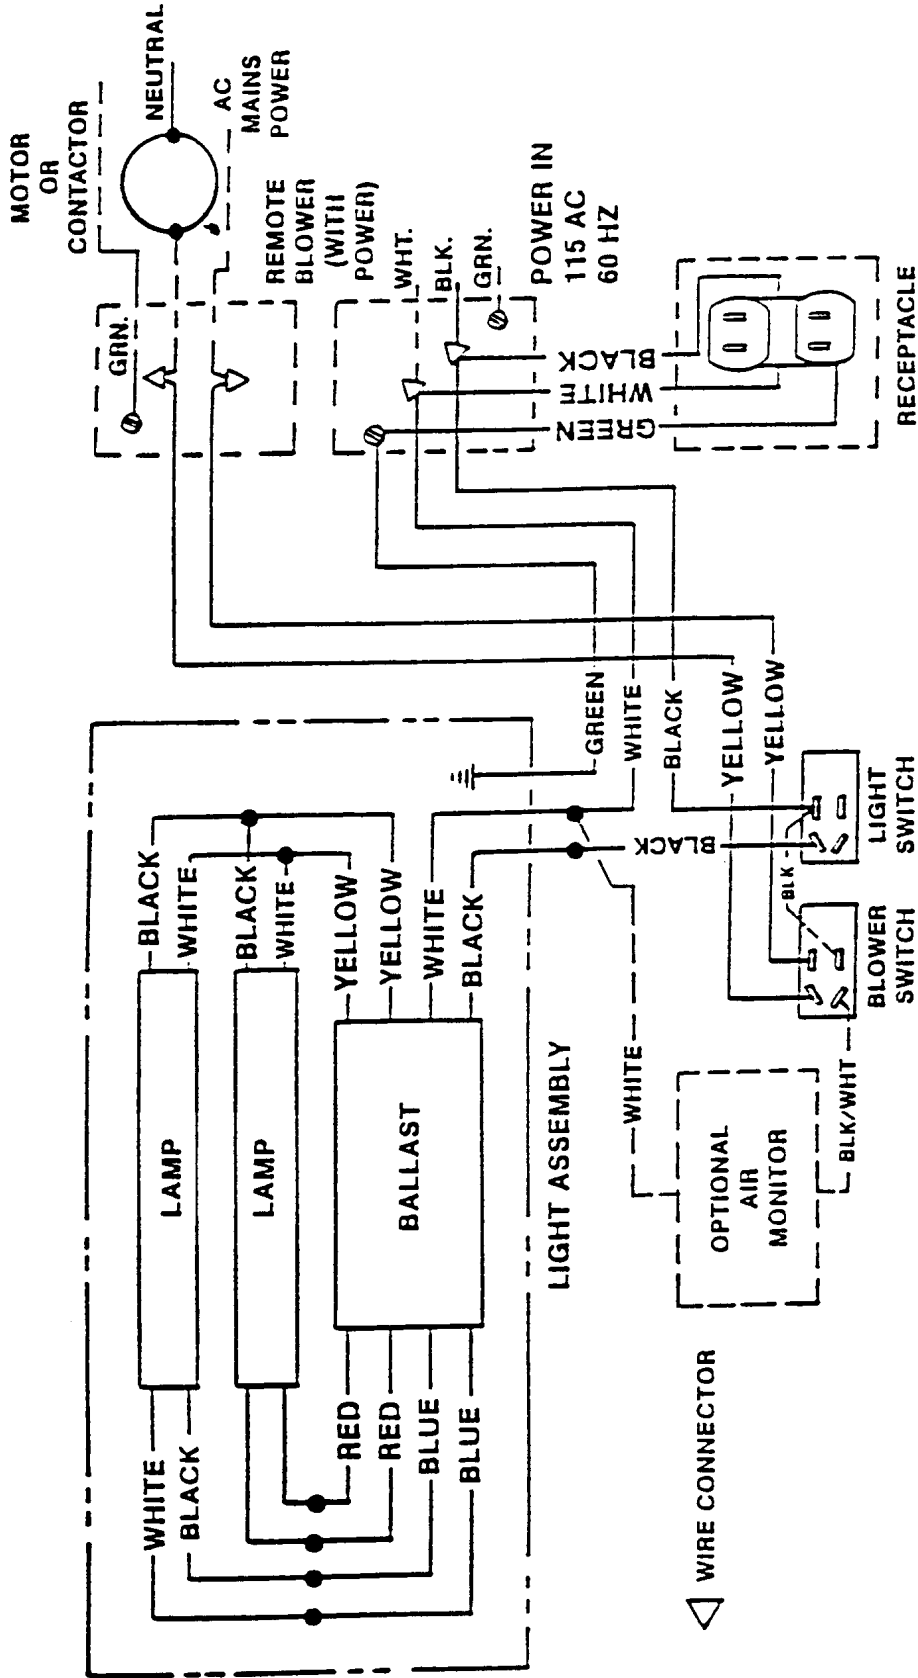 MOTOR
OR
CONTACTOR
NEUTRAL
AC
MAINS
POWER
GRN.
REMOTE
BLOWER
(WITH
POWER)
WHT.
BLK.
GRN.
POWER IN
115 AC
60 HZ
BLACK
WHITE
GREEN
RECEPTACLE
GREEN
WHITE
BLACK
YELLOW
YELLOW
BLACK
WHITE
BLACK
WHITE
YELLOW
YELLOW
WHITE
BLACK
BLACK
BLK
LIGHT
SWITCH
BLOWER
SWITCH
LAMP
LAMP
BALLAST
LIGHT ASSEMBLY
WHITE
OPTIONAL
AIR
MONITOR
BLK/WHT
WHITE
BLACK
RED
RED
BLUE
BLUE
WIRE CONNECTOR